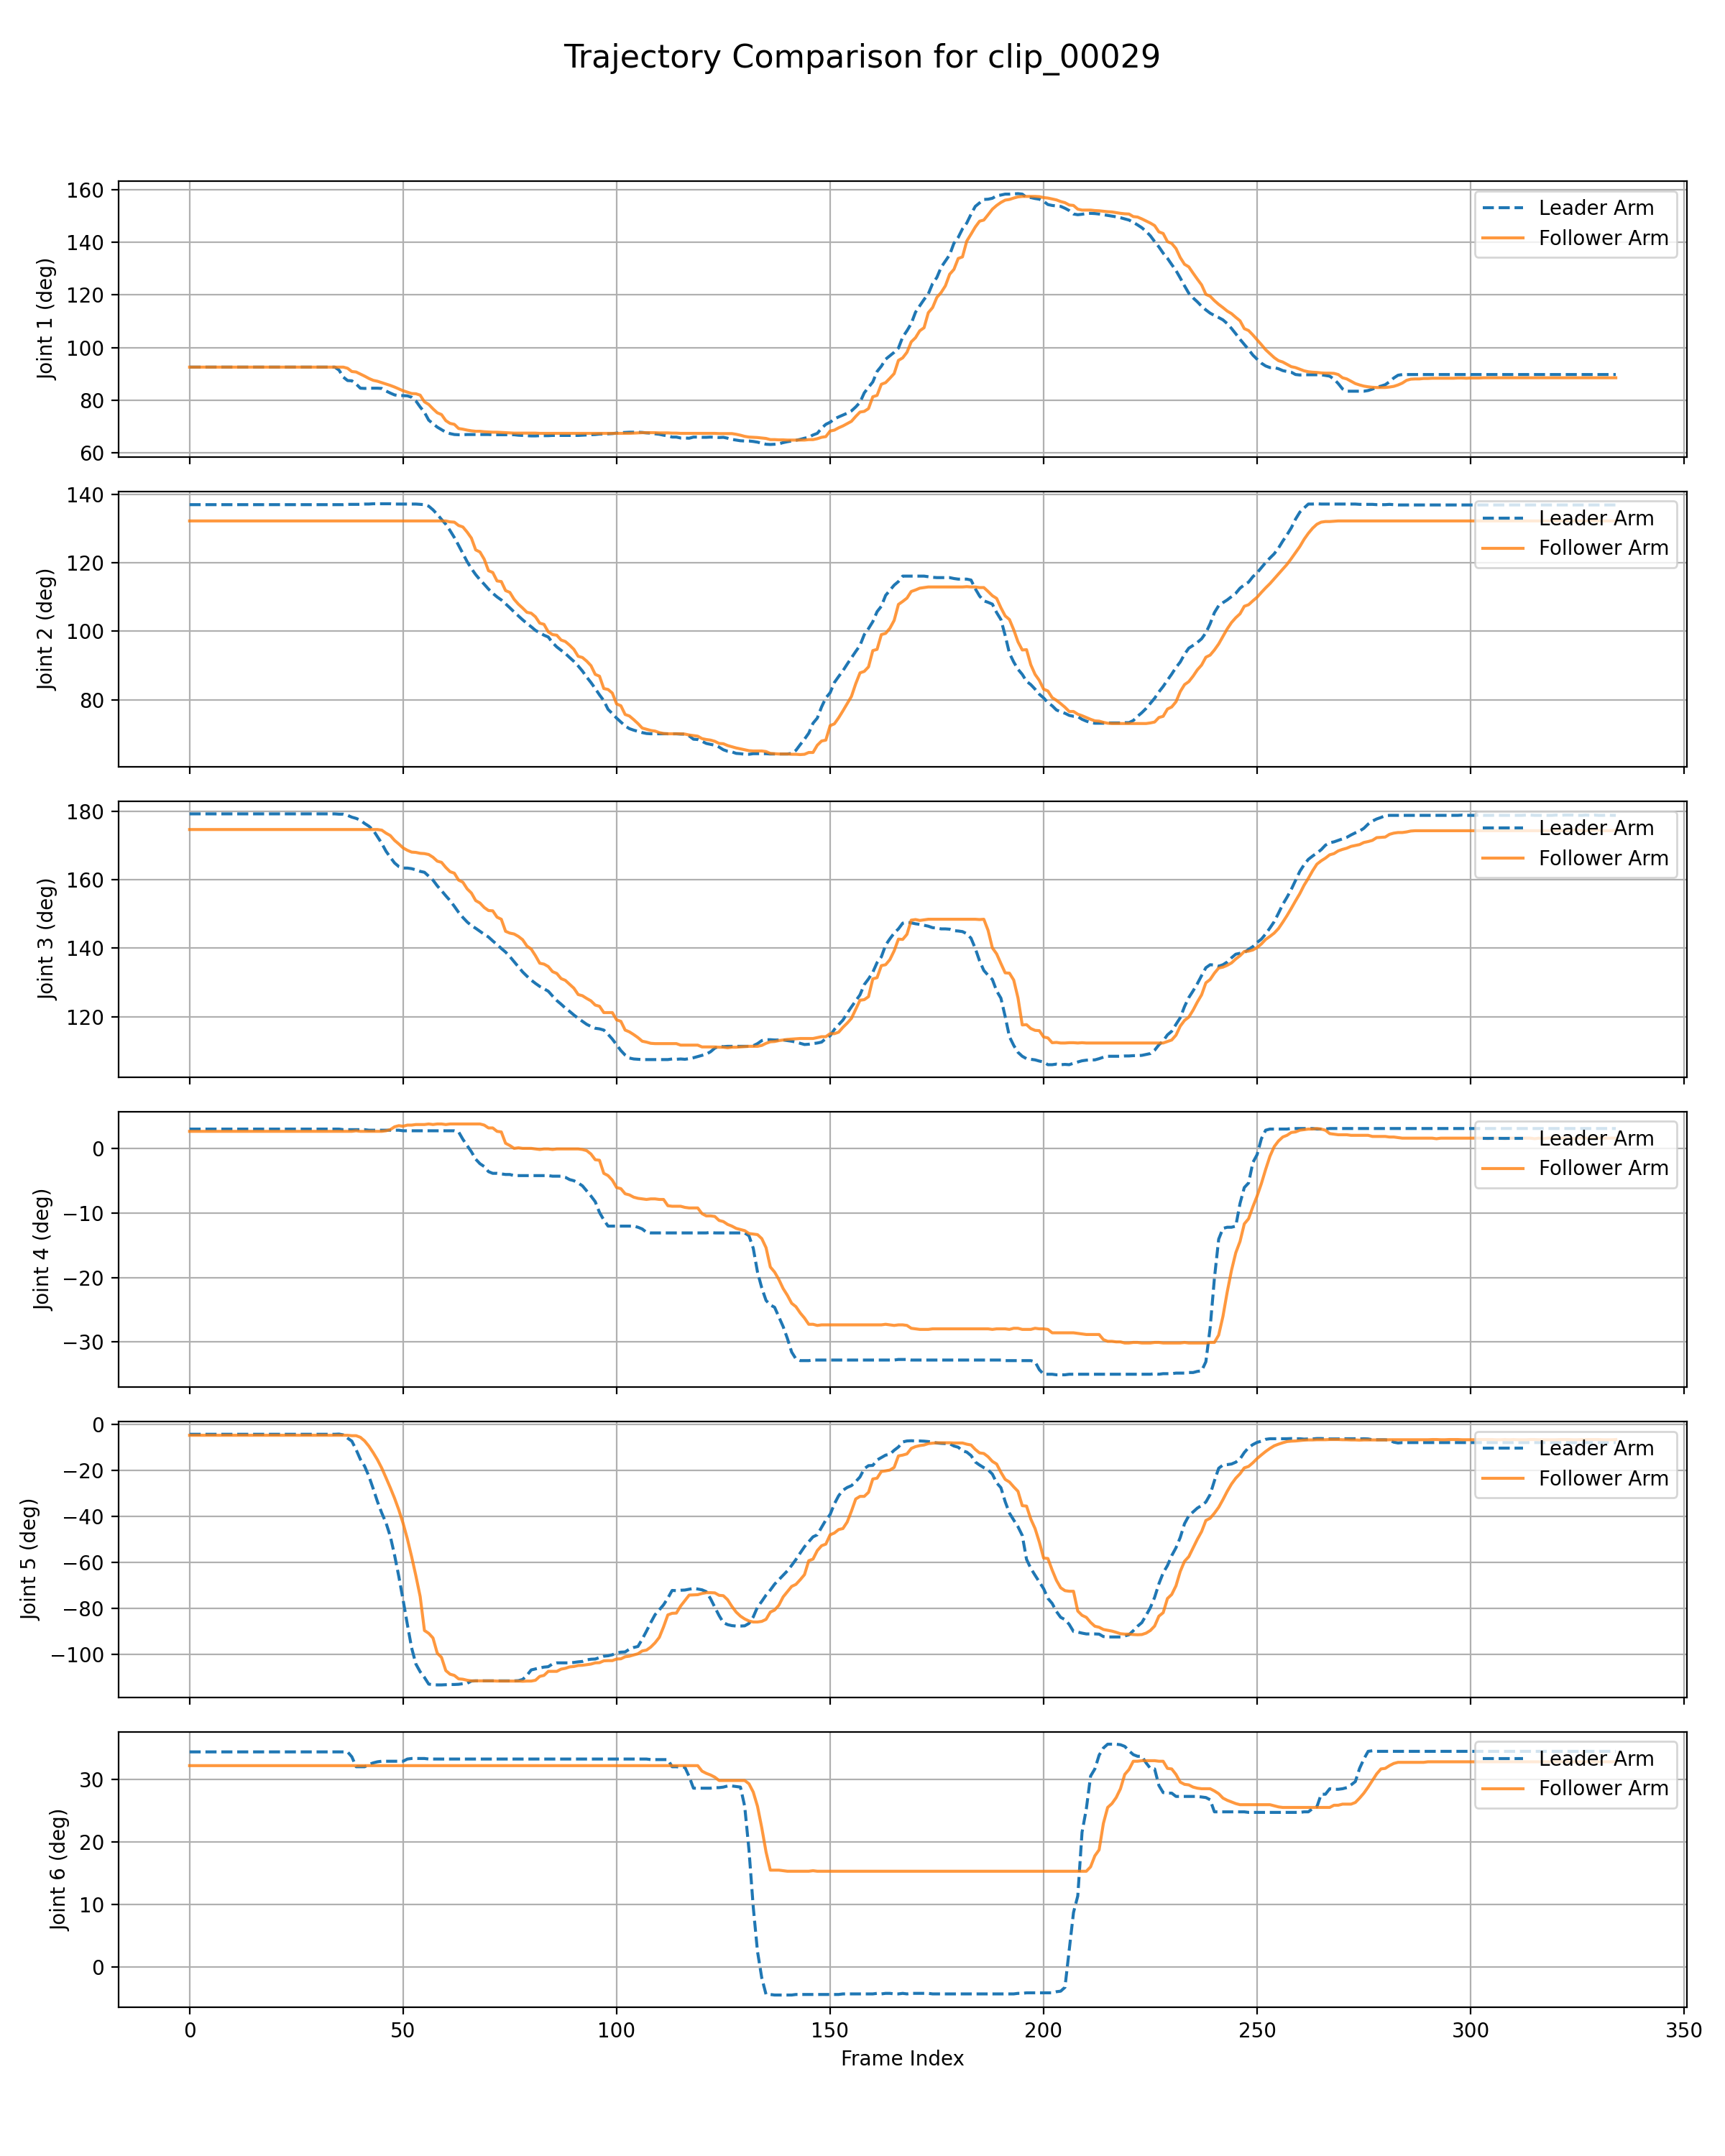 Trajectory Comparison for clip_00029
160
140
120
100
80
60
Joint 1 (deg)
Leader Arm
Follower Arm
140
120
100
80
Joint 2 (deg)
Leader Arm
Follower Arm
180
160
140
120
Joint 3 (deg)
Leader Arm
Follower Arm
0
−10
−20
−30
Joint 4 (deg)
Leader Arm
Follower Arm
0
−20
−40
−60
−80
−100
Joint 5 (deg)
Leader Arm
Follower Arm
30
20
10
0
Joint 6 (deg)
Leader Arm
Follower Arm
0 50 100 150 200 250 300 350
Frame Index